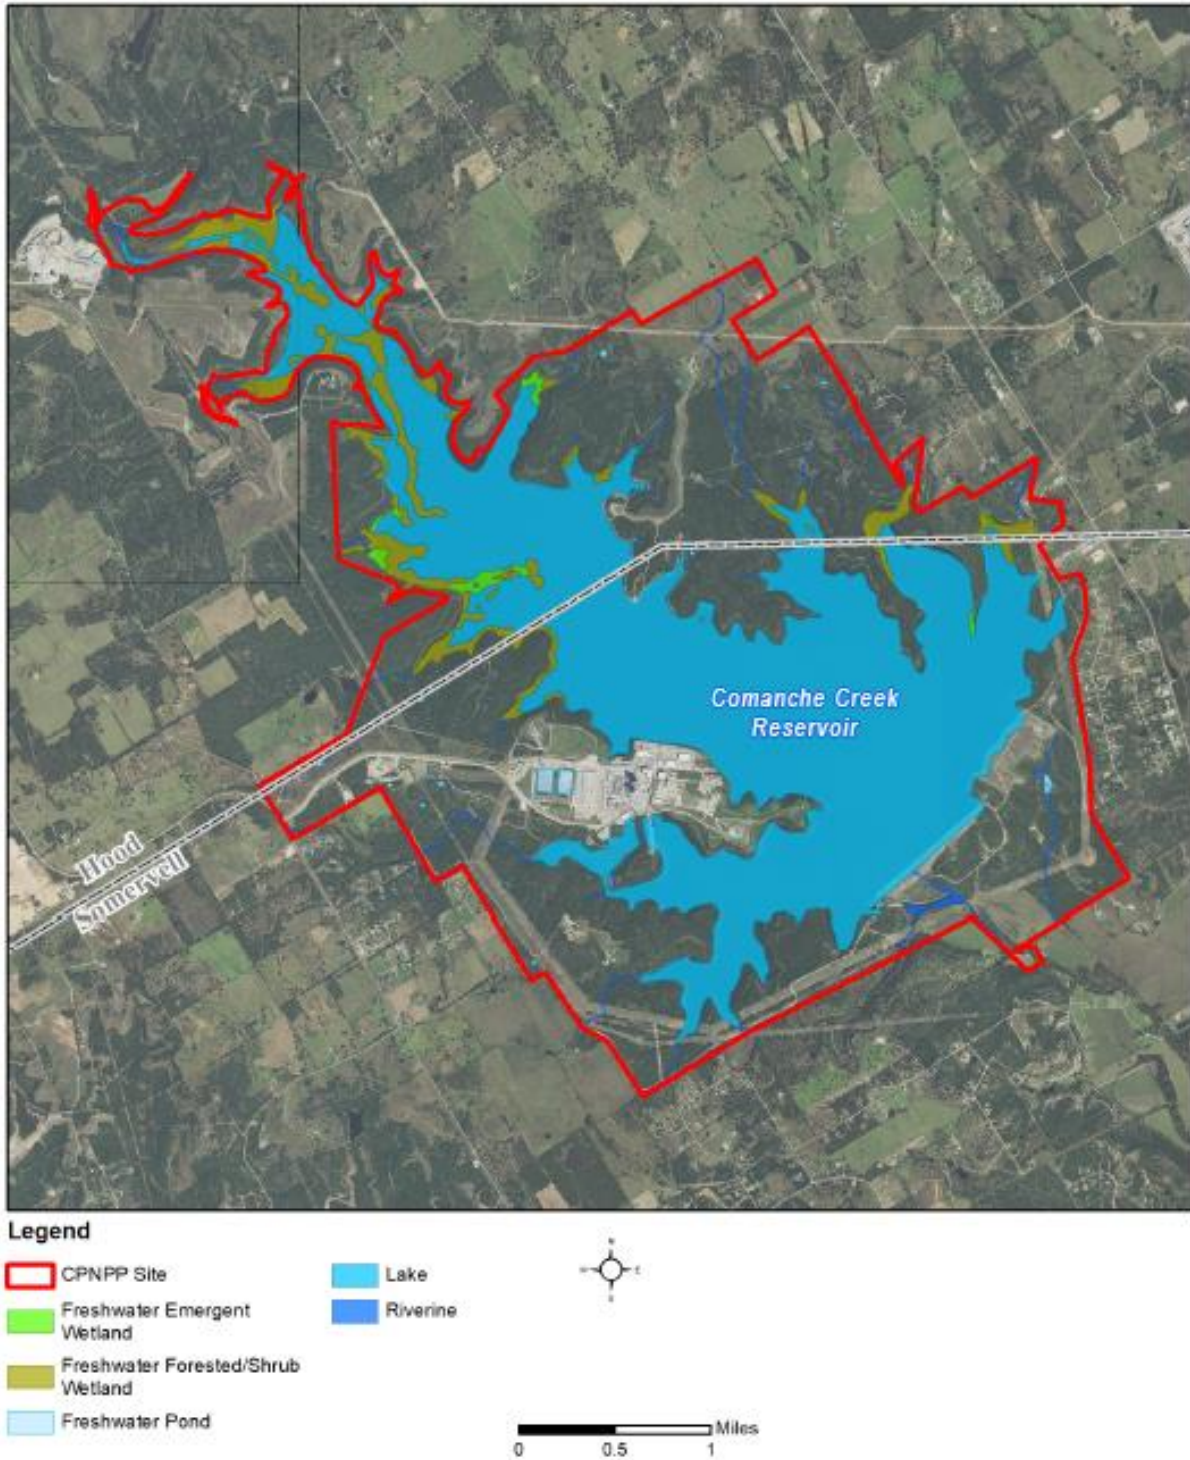 Comanche Creek
Reservoir
Hood
Somervell
Legend
CPNPP Site
Freshwater Emergent
Wetland
Freshwater Forested/Shrub
Wetland
Freshwater Pond
Lake
Riverine
N
W E
S
Miles
0 0.5 1